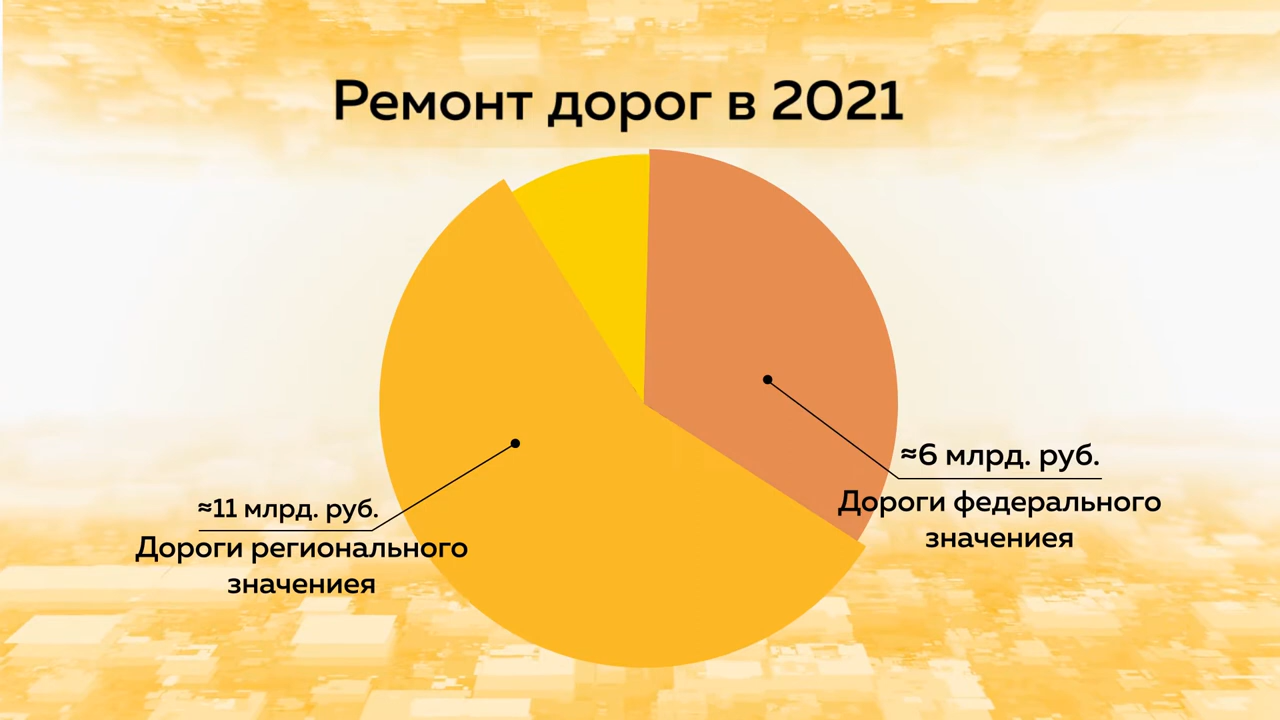 Ремонт дорог в 2021
≈6 млрд. руб.
Дороги федерального
значениея
≈11 млрд. руб.
Дороги регионального
значениея